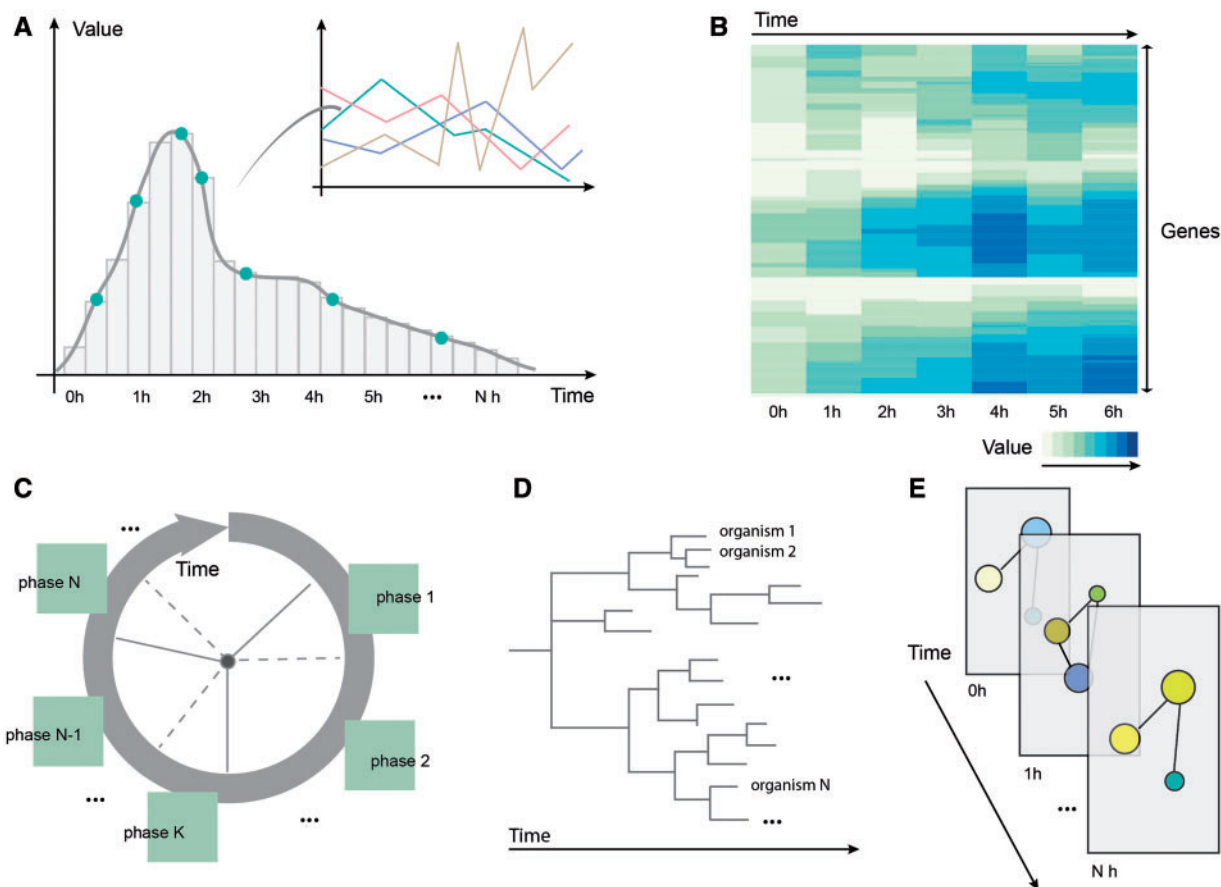 A
Value
0h 1h 2h 3h 4h 5h ••• N h Time
B
Time
Genes
0h 1h 2h 3h 4h 5h 6h
Value
C
•••
Time
phase N
phase 1
phase N-1
phase 2
•••
phase K
•••
D
organism 1
organism 2
•••
organism N
•••
Time
E
Time
0h
1h
•••
N h